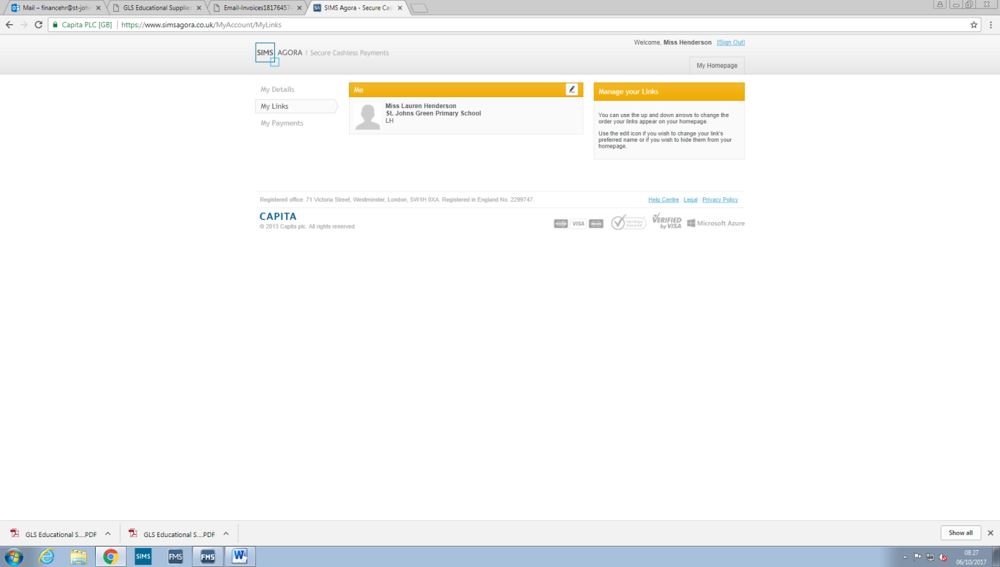 Mail – financehr@st-joh
GLS Educational Supplie
Email-Invoices18176457
SIMS Agora - Secure Cas
Capita PLC [GB] | https://www.simsagora.co.uk/MyAccount/MyLinks
SIMS AGORA | Secure Cashless Payments
Welcome, Miss Henderson [Sign Out]
My Homepage
My Details
My Links
My Payments
Me
Miss Lauren Henderson
St. Johns Green Primary School
LH
Manage your Links
You can use the up and down arrows to change the
order your links appear on your homepage.
Use the edit icon if you wish to change your link's
preferred name or if you wish to hide them from your
homepage.
Registered office: 71 Victoria Street, Westminster, London, SW1H 0XA. Registered in England No. 2299747.
Help Centre | Legal | Privacy Policy
CAPITA
© 2013 Capita plc. All rights reserved.
VISA
VeriSign
Secured
VERIFIED
by VISA
Microsoft Azure
GLS Educational S....PDF
GLS Educational S....PDF
Show all
SIMS
FMS
FMS
W
08:27
06/10/2017